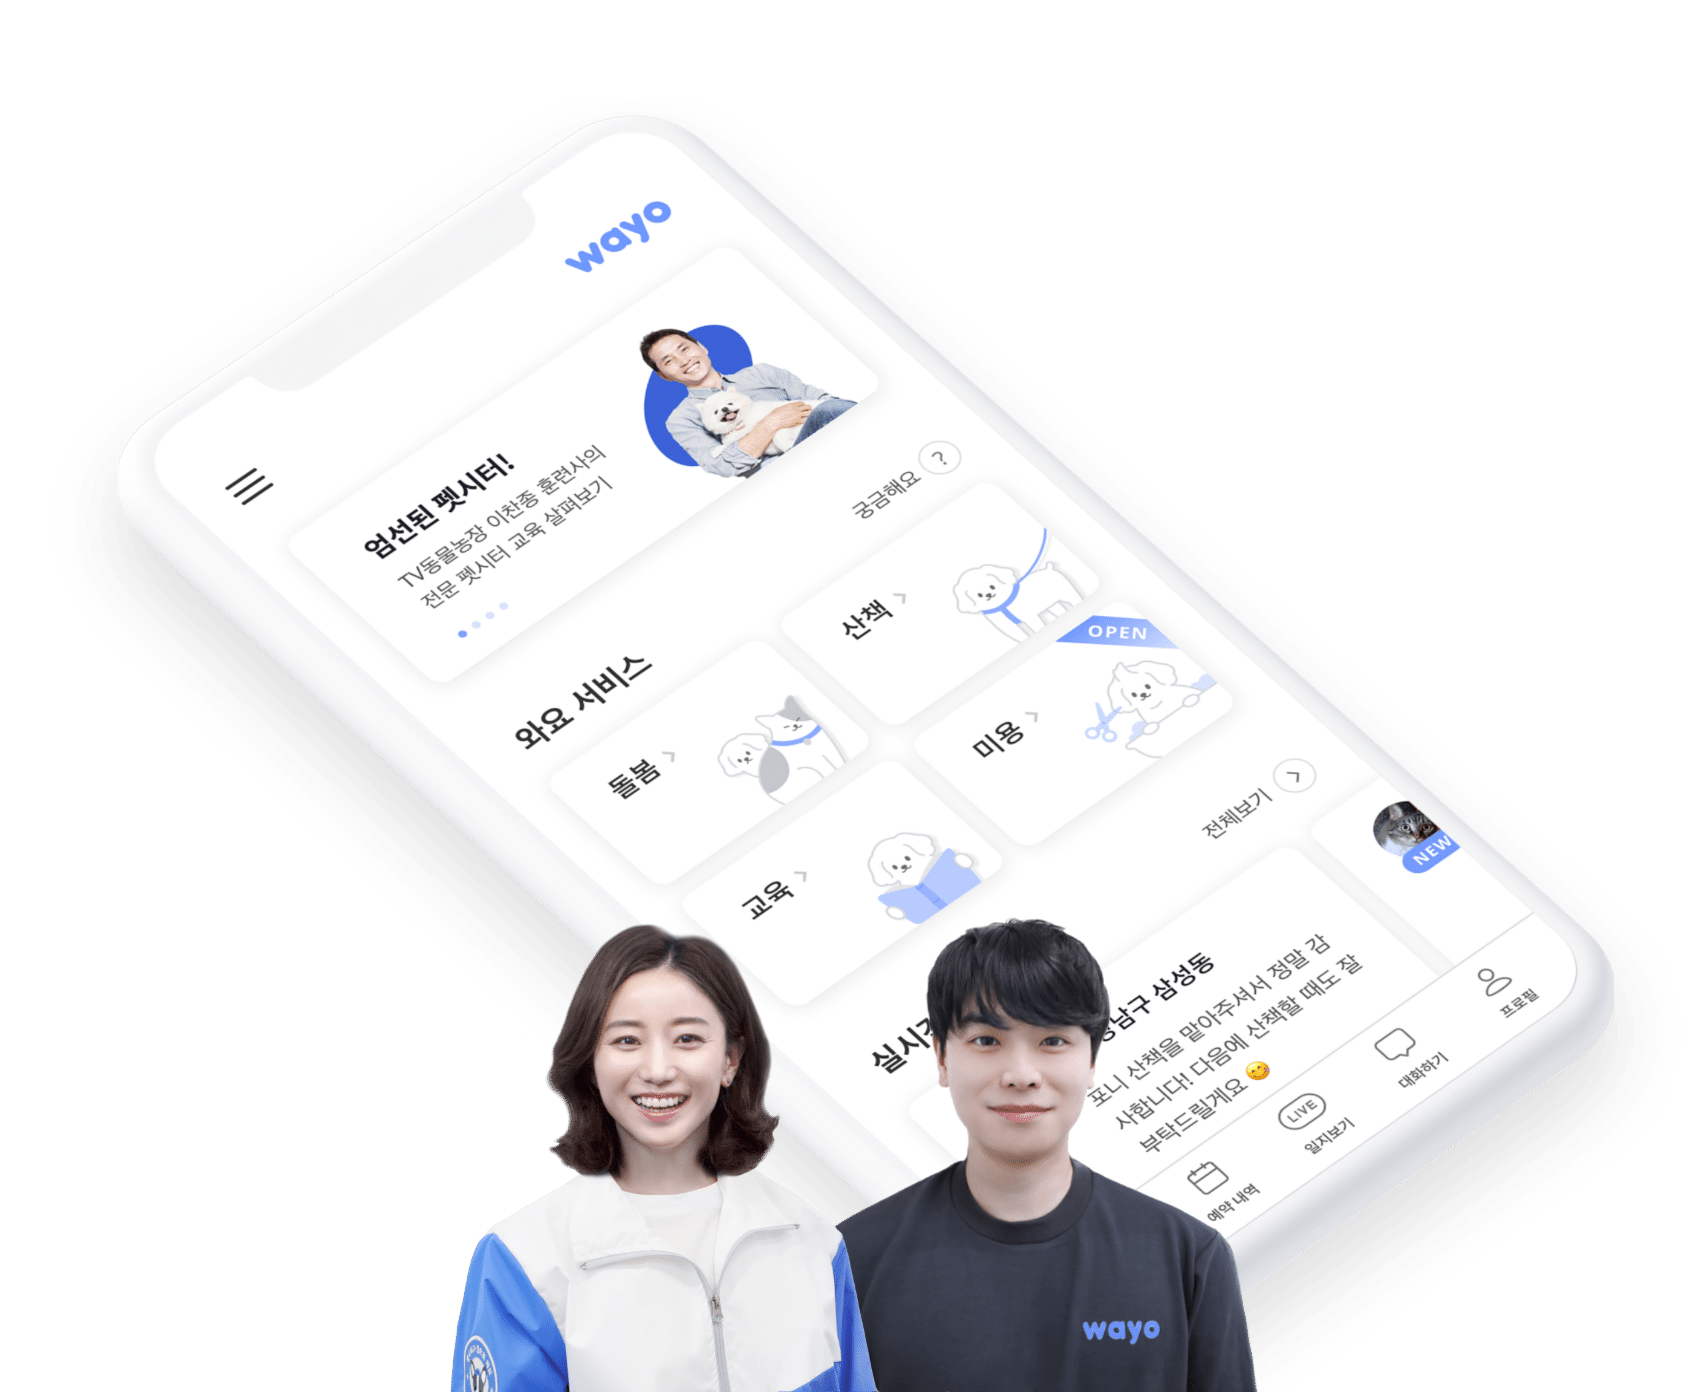 wayo
엄선된 펫시터!
TV동물농장 이찬종 훈련사의
전문 펫시터 교육 살펴보기
와요 서비스
궁금해요 ?
돌봄
산책
교육
미용
OPEN
전체보기
NEW
삼성동
포니 산책을 맡아주셔서 정말 감
사합니다! 다음에 산책할 때도 잘
부탁드릴게요 😋
예약 내역
LIVE
일지보기
대화하기
프로필
wayo